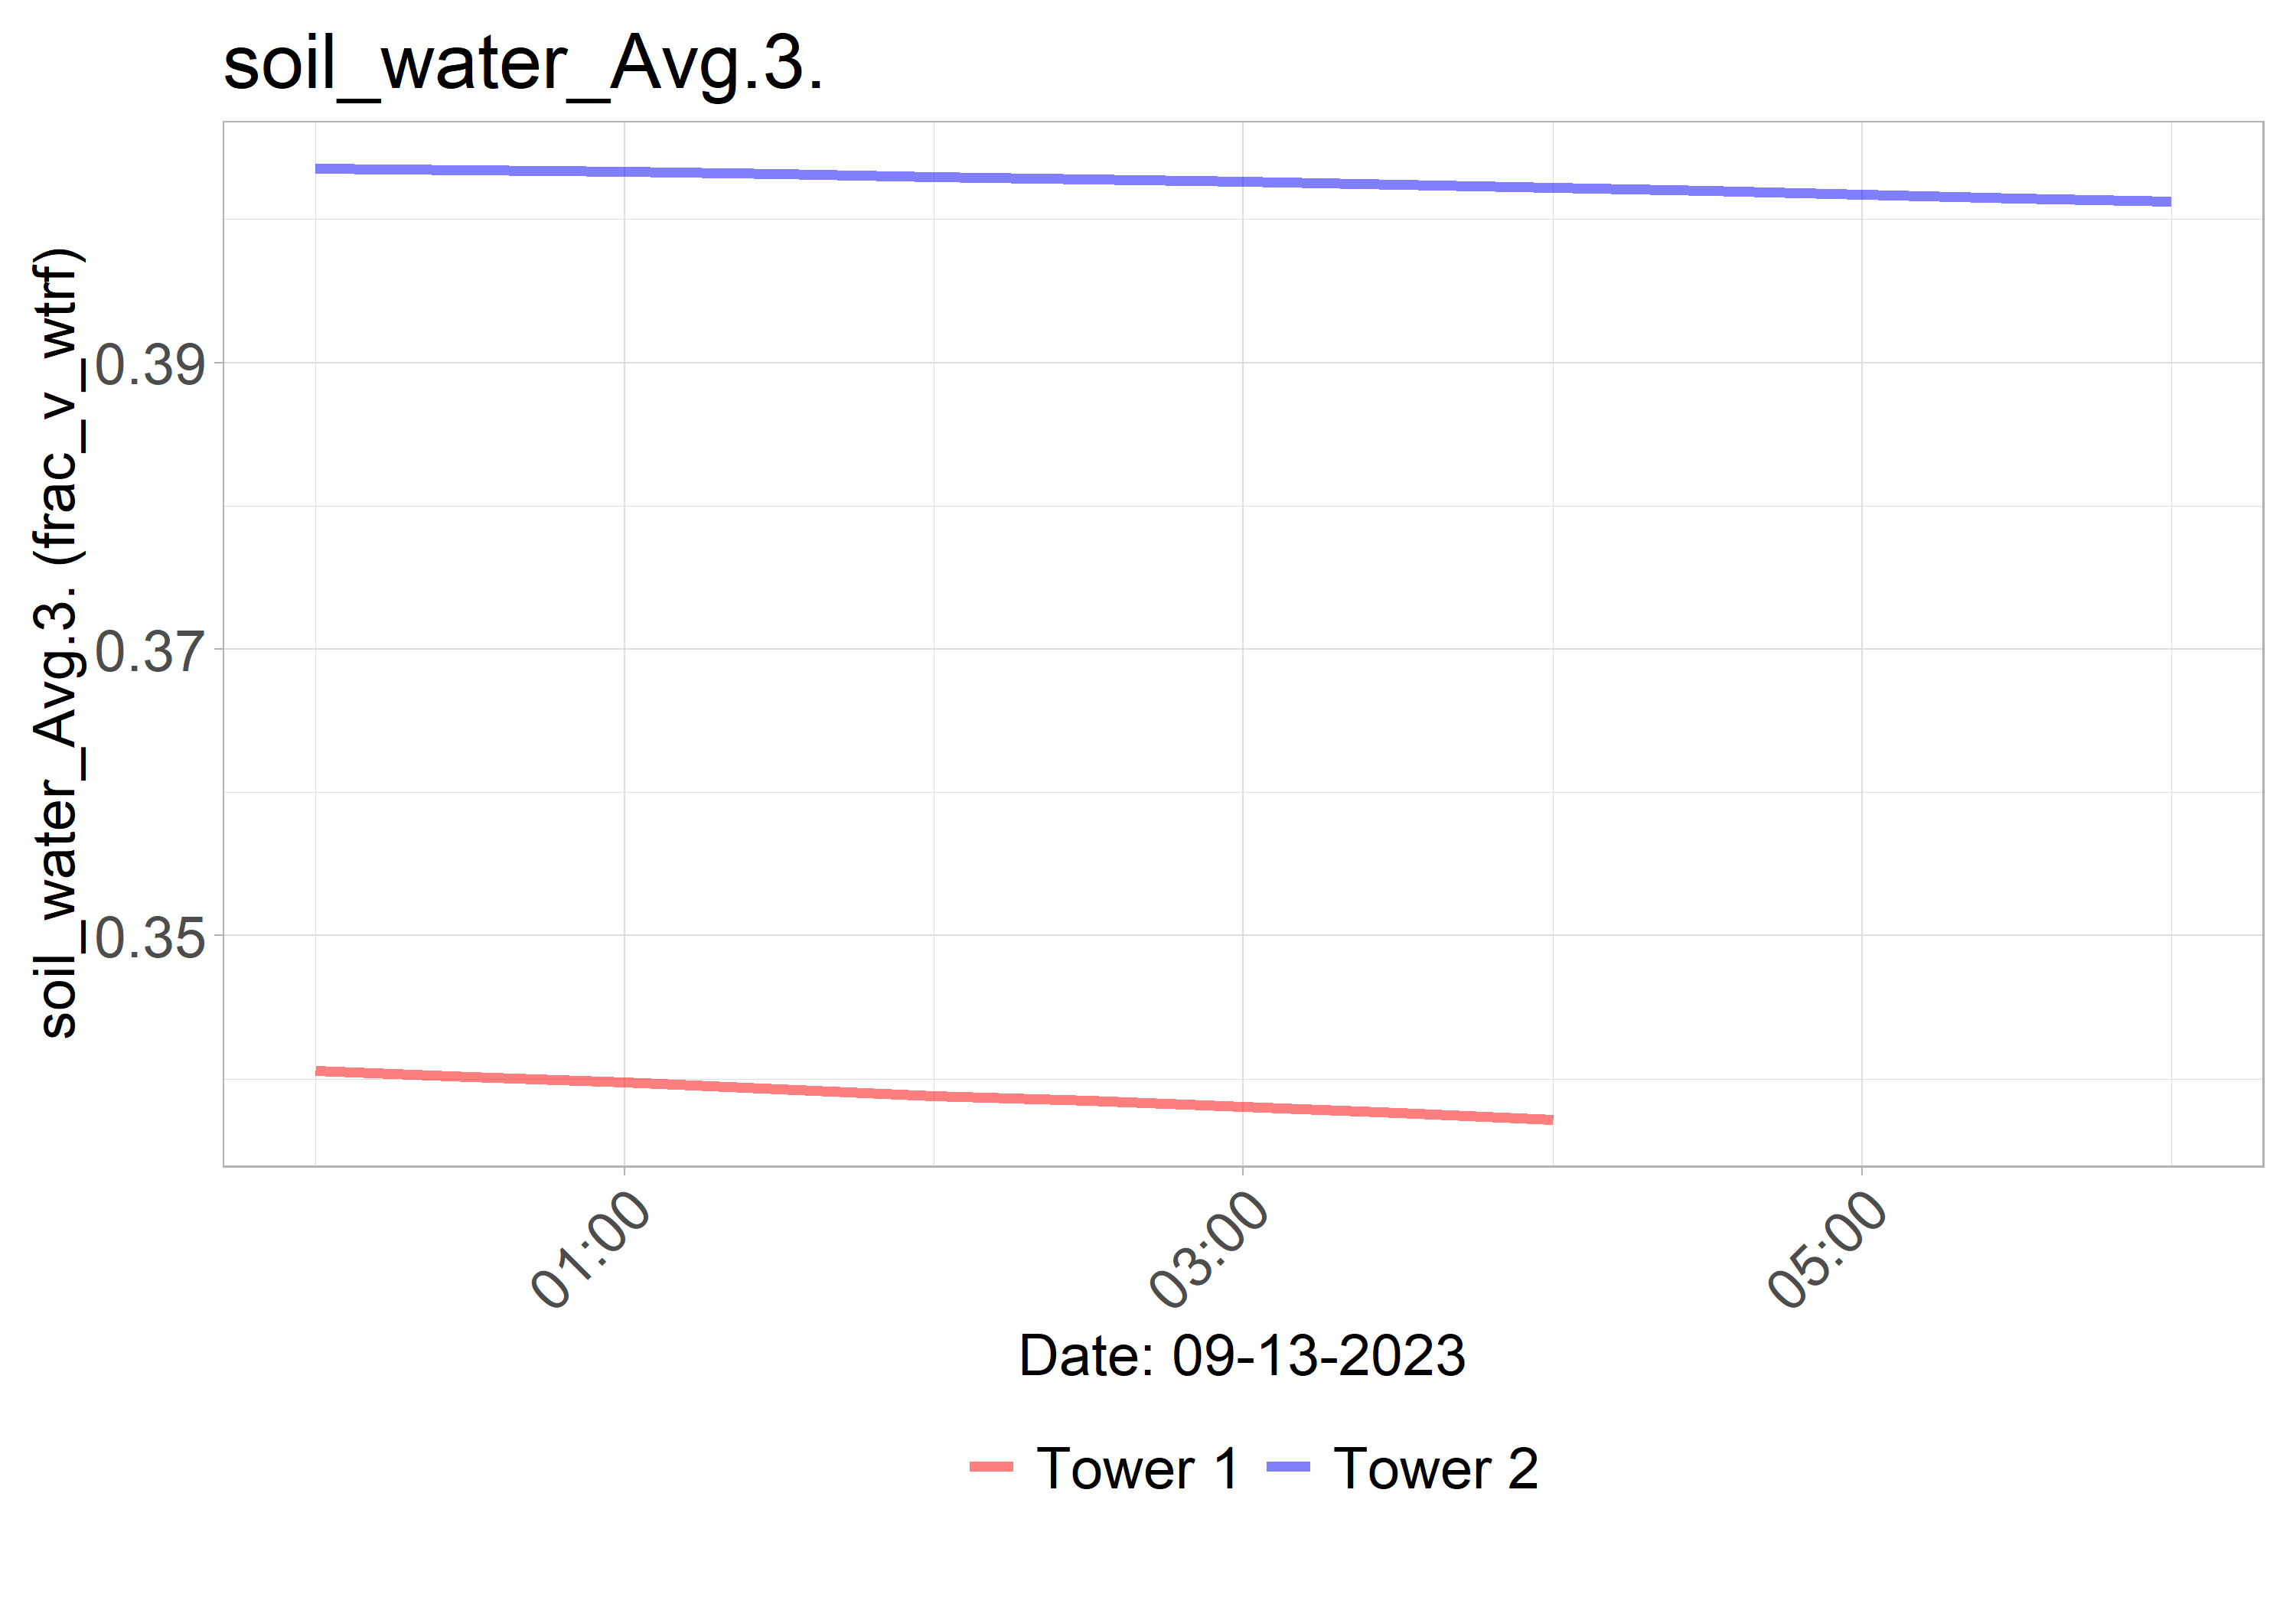 soil_water_Avg.3.
soil_water_Avg.3. (frac_v_wtrf)
0.39
0.37
0.35
01:00
03:00
05:00
Date: 09-13-2023
Tower 1
Tower 2